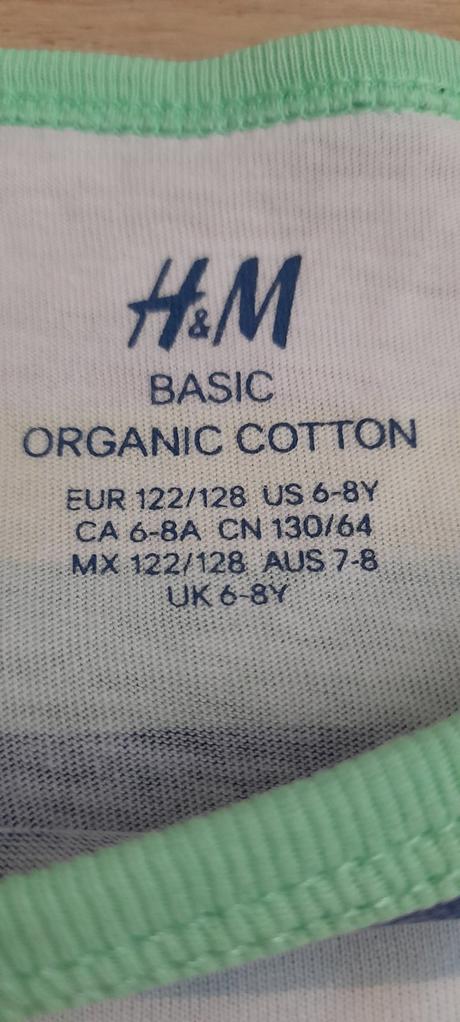 H&M
BASIC
ORGANIC COTTON
EUR 122/128 US 6-8Y
CA 6-8A CN 130/64
MX 122/128 AUS 7-8
UK 6-8Y